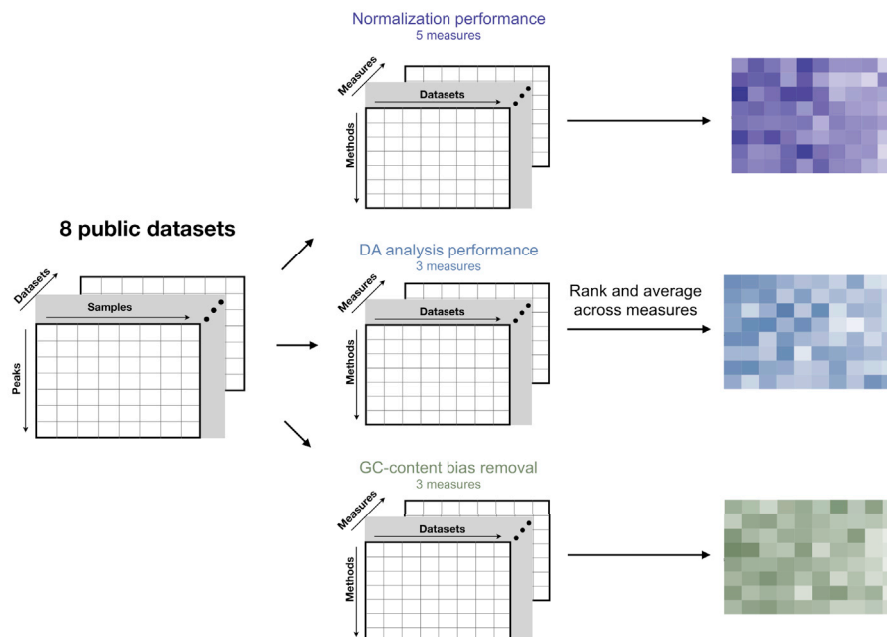 Normalization performance
5 measures
Measures
Datasets
Methods
8 public datasets
Datasets
Samples
Peaks
DA analysis performance
3 measures
Measures
Datasets
Methods
Rank and average
across measures
GC-content bias removal
3 measures
Measures
Datasets
Methods